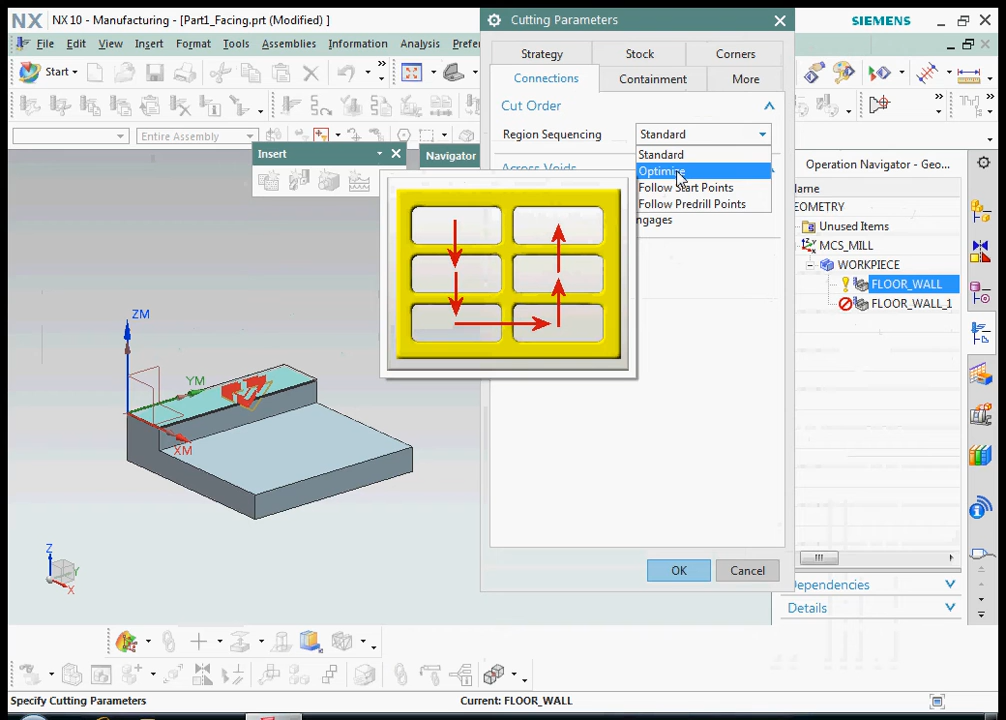 NX 10 - Manufacturing - [Part1_Facing.prt (Modified) ]
SIEMENS
File Edit View Insert Format Tools Assemblies Information Analysis
Start
Entire Assembly
Insert
Navigator
Cutting Parameters
Strategy Stock Corners
Connections Containment More
Cut Order
Region Sequencing Standard
Standard
Optimize
Follow Start Points
Follow Predrill Points
Across Voids
ngages
OK Cancel
Operation Navigator - Geo...
ame
EOMETRY
Unused Items
MCS_MILL
WORKPIECE
FLOOR_WALL
FLOOR_WALL_1
Dependencies
Details
ZM
YM
XM
Z
Y
X
Specify Cutting Parameters
Current: FLOOR_WALL